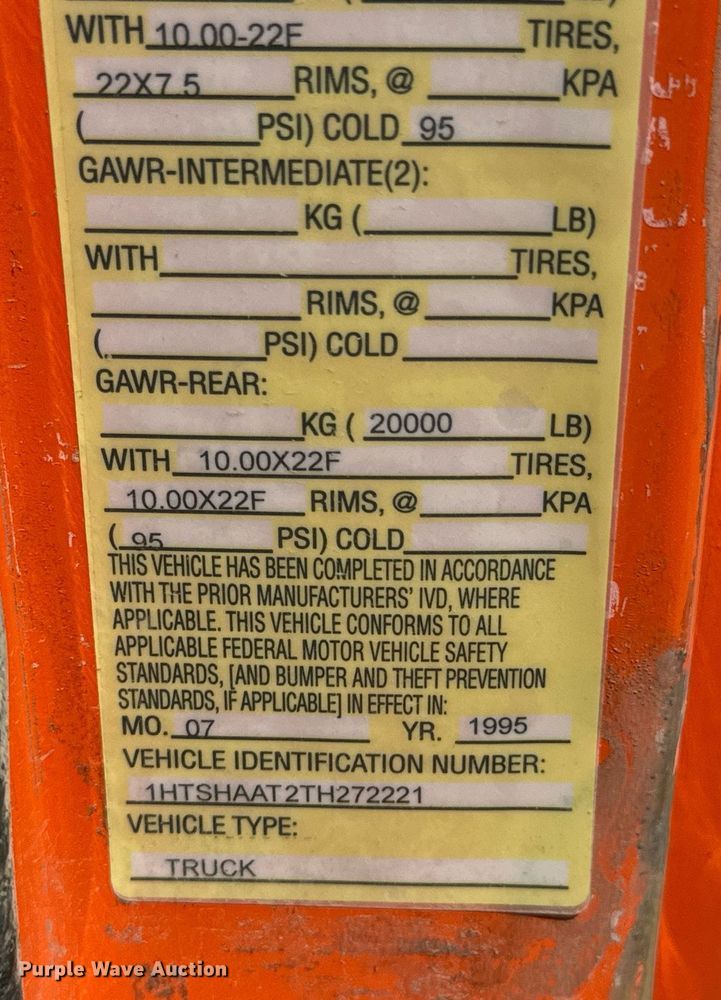 WITH 10.00-22F TIRES,
22X7.5 RIMS, @ KPA
( PSI) COLD 95
GAWR-INTERMEDIATE(2):
KG ( LB)
WITH TIRES,
RIMS, @ KPA
( PSI) COLD
GAWR-REAR:
KG ( 20000 LB)
WITH 10.00X22F TIRES,
10.00X22F RIMS, @ KPA
( 95 PSI) COLD
THIS VEHICLE HAS BEEN COMPLETED IN ACCORDANCE
WITH THE PRIOR MANUFACTURERS' IVD, WHERE
APPLICABLE. THIS VEHICLE CONFORMS TO ALL
APPLICABLE FEDERAL MOTOR VEHICLE SAFETY
STANDARDS, [AND BUMPER AND THEFT PREVENTION
STANDARDS, IF APPLICABLE] IN EFFECT IN:
MO. 07 YR. 1995
VEHICLE IDENTIFICATION NUMBER:
1HTSHAAT2TH272221
VEHICLE TYPE:
TRUCK
Purple Wave Auction